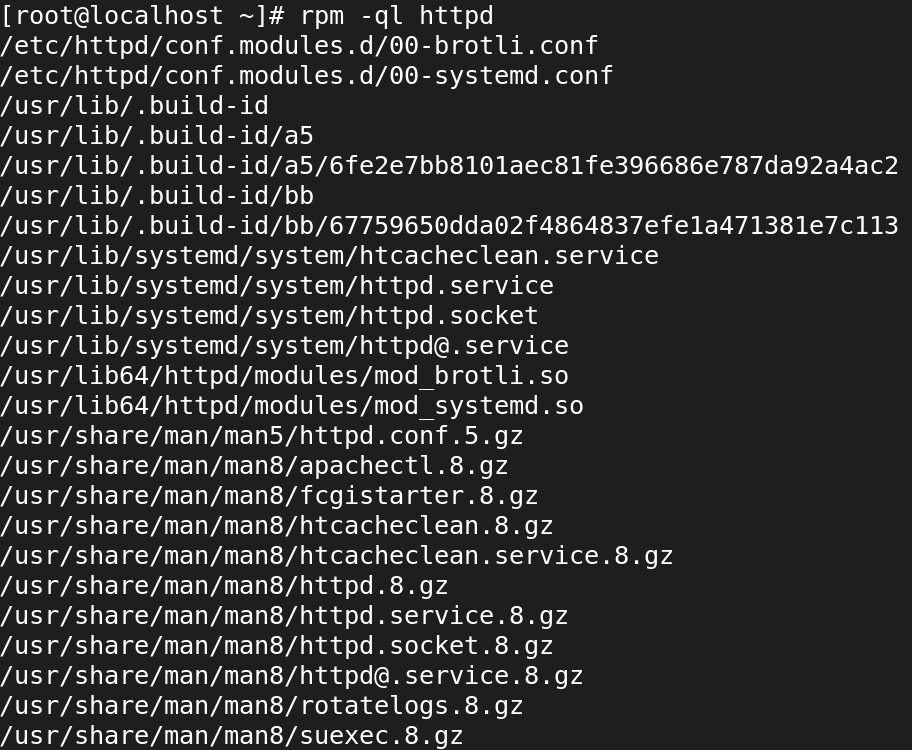 [root@localhost ~]# rpm -ql httpd
/etc/httpd/conf.modules.d/00-brotli.conf
/etc/httpd/conf.modules.d/00-systemd.conf
/usr/lib/.build-id
/usr/lib/.build-id/a5
/usr/lib/.build-id/a5/6fe2e7bb8101aec81fe396686e787da92a4ac2
/usr/lib/.build-id/bb
/usr/lib/.build-id/bb/67759650dda02f4864837efe1a471381e7c113
/usr/lib/systemd/system/htcacheclean.service
/usr/lib/systemd/system/httpd.service
/usr/lib/systemd/system/httpd.socket
/usr/lib/systemd/system/httpd@.service
/usr/lib64/httpd/modules/mod_brotli.so
/usr/lib64/httpd/modules/mod_systemd.so
/usr/share/man/man5/httpd.conf.5.gz
/usr/share/man/man8/apachectl.8.gz
/usr/share/man/man8/fcgistarter.8.gz
/usr/share/man/man8/htcacheclean.8.gz
/usr/share/man/man8/htcacheclean.service.8.gz
/usr/share/man/man8/httpd.8.gz
/usr/share/man/man8/httpd.service.8.gz
/usr/share/man/man8/httpd.socket.8.gz
/usr/share/man/man8/httpd@.service.8.gz
/usr/share/man/man8/rotatelogs.8.gz
/usr/share/man/man8/suexec.8.gz